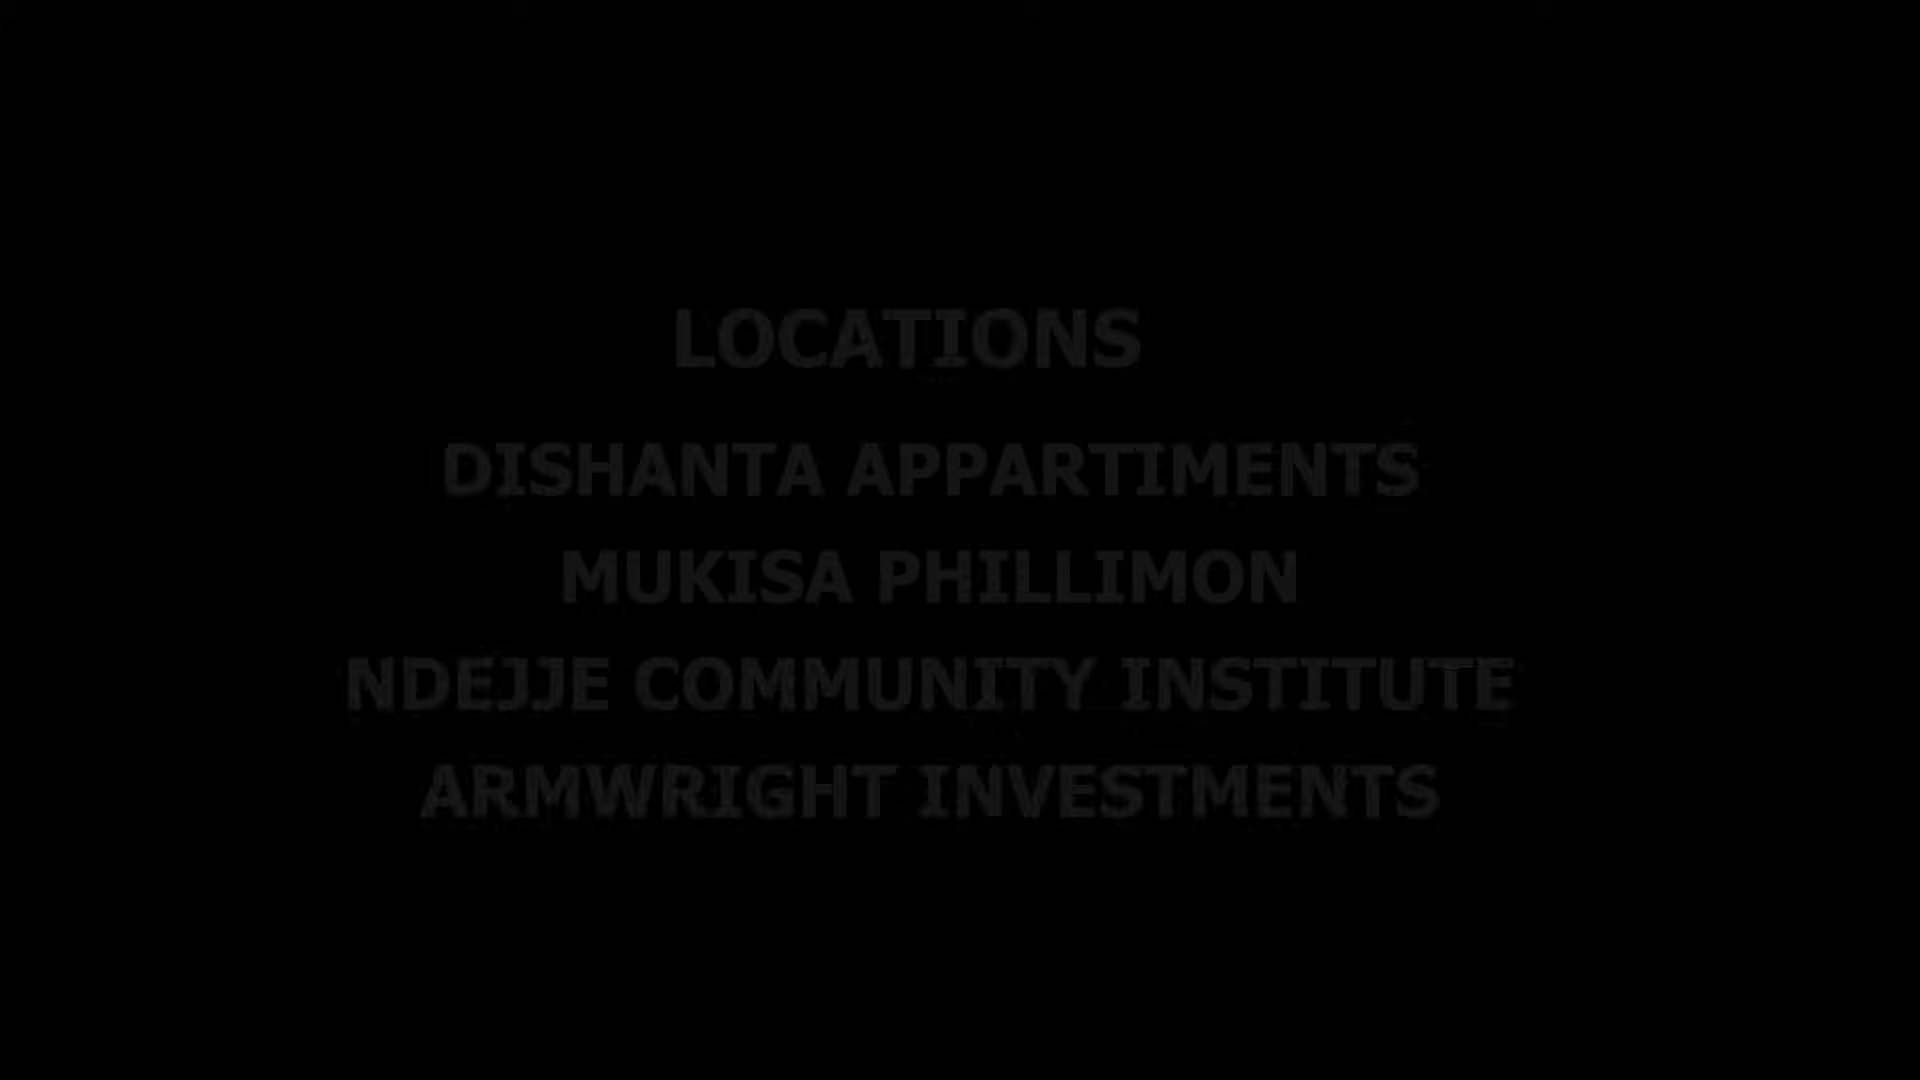 LOCATIONS
DISHANTA APPARTIMENTS
MUKISA PHILLIMON
NDEJJE COMMUNITY INSTITUTE
ARMWRIGHT INVESTMENTS